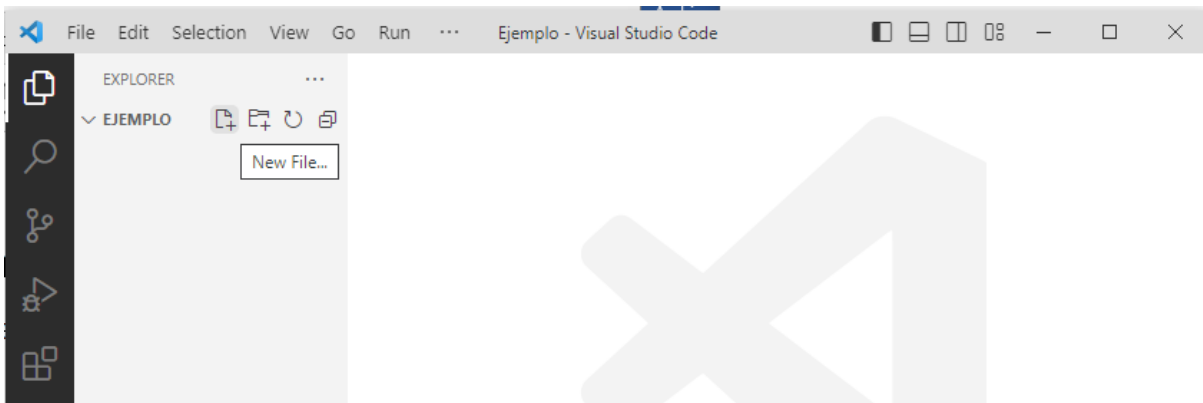 File Edit Selection View Go Run ··· Ejemplo - Visual Studio Code
EXPLORER ···
EJEMPLO
New File...